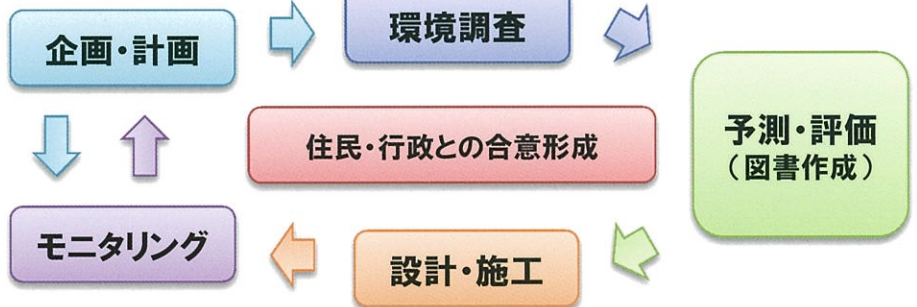 企画・計画
環境調査
予測・評価
（図書作成）
住民・行政との合意形成
モニタリング
設計・施工